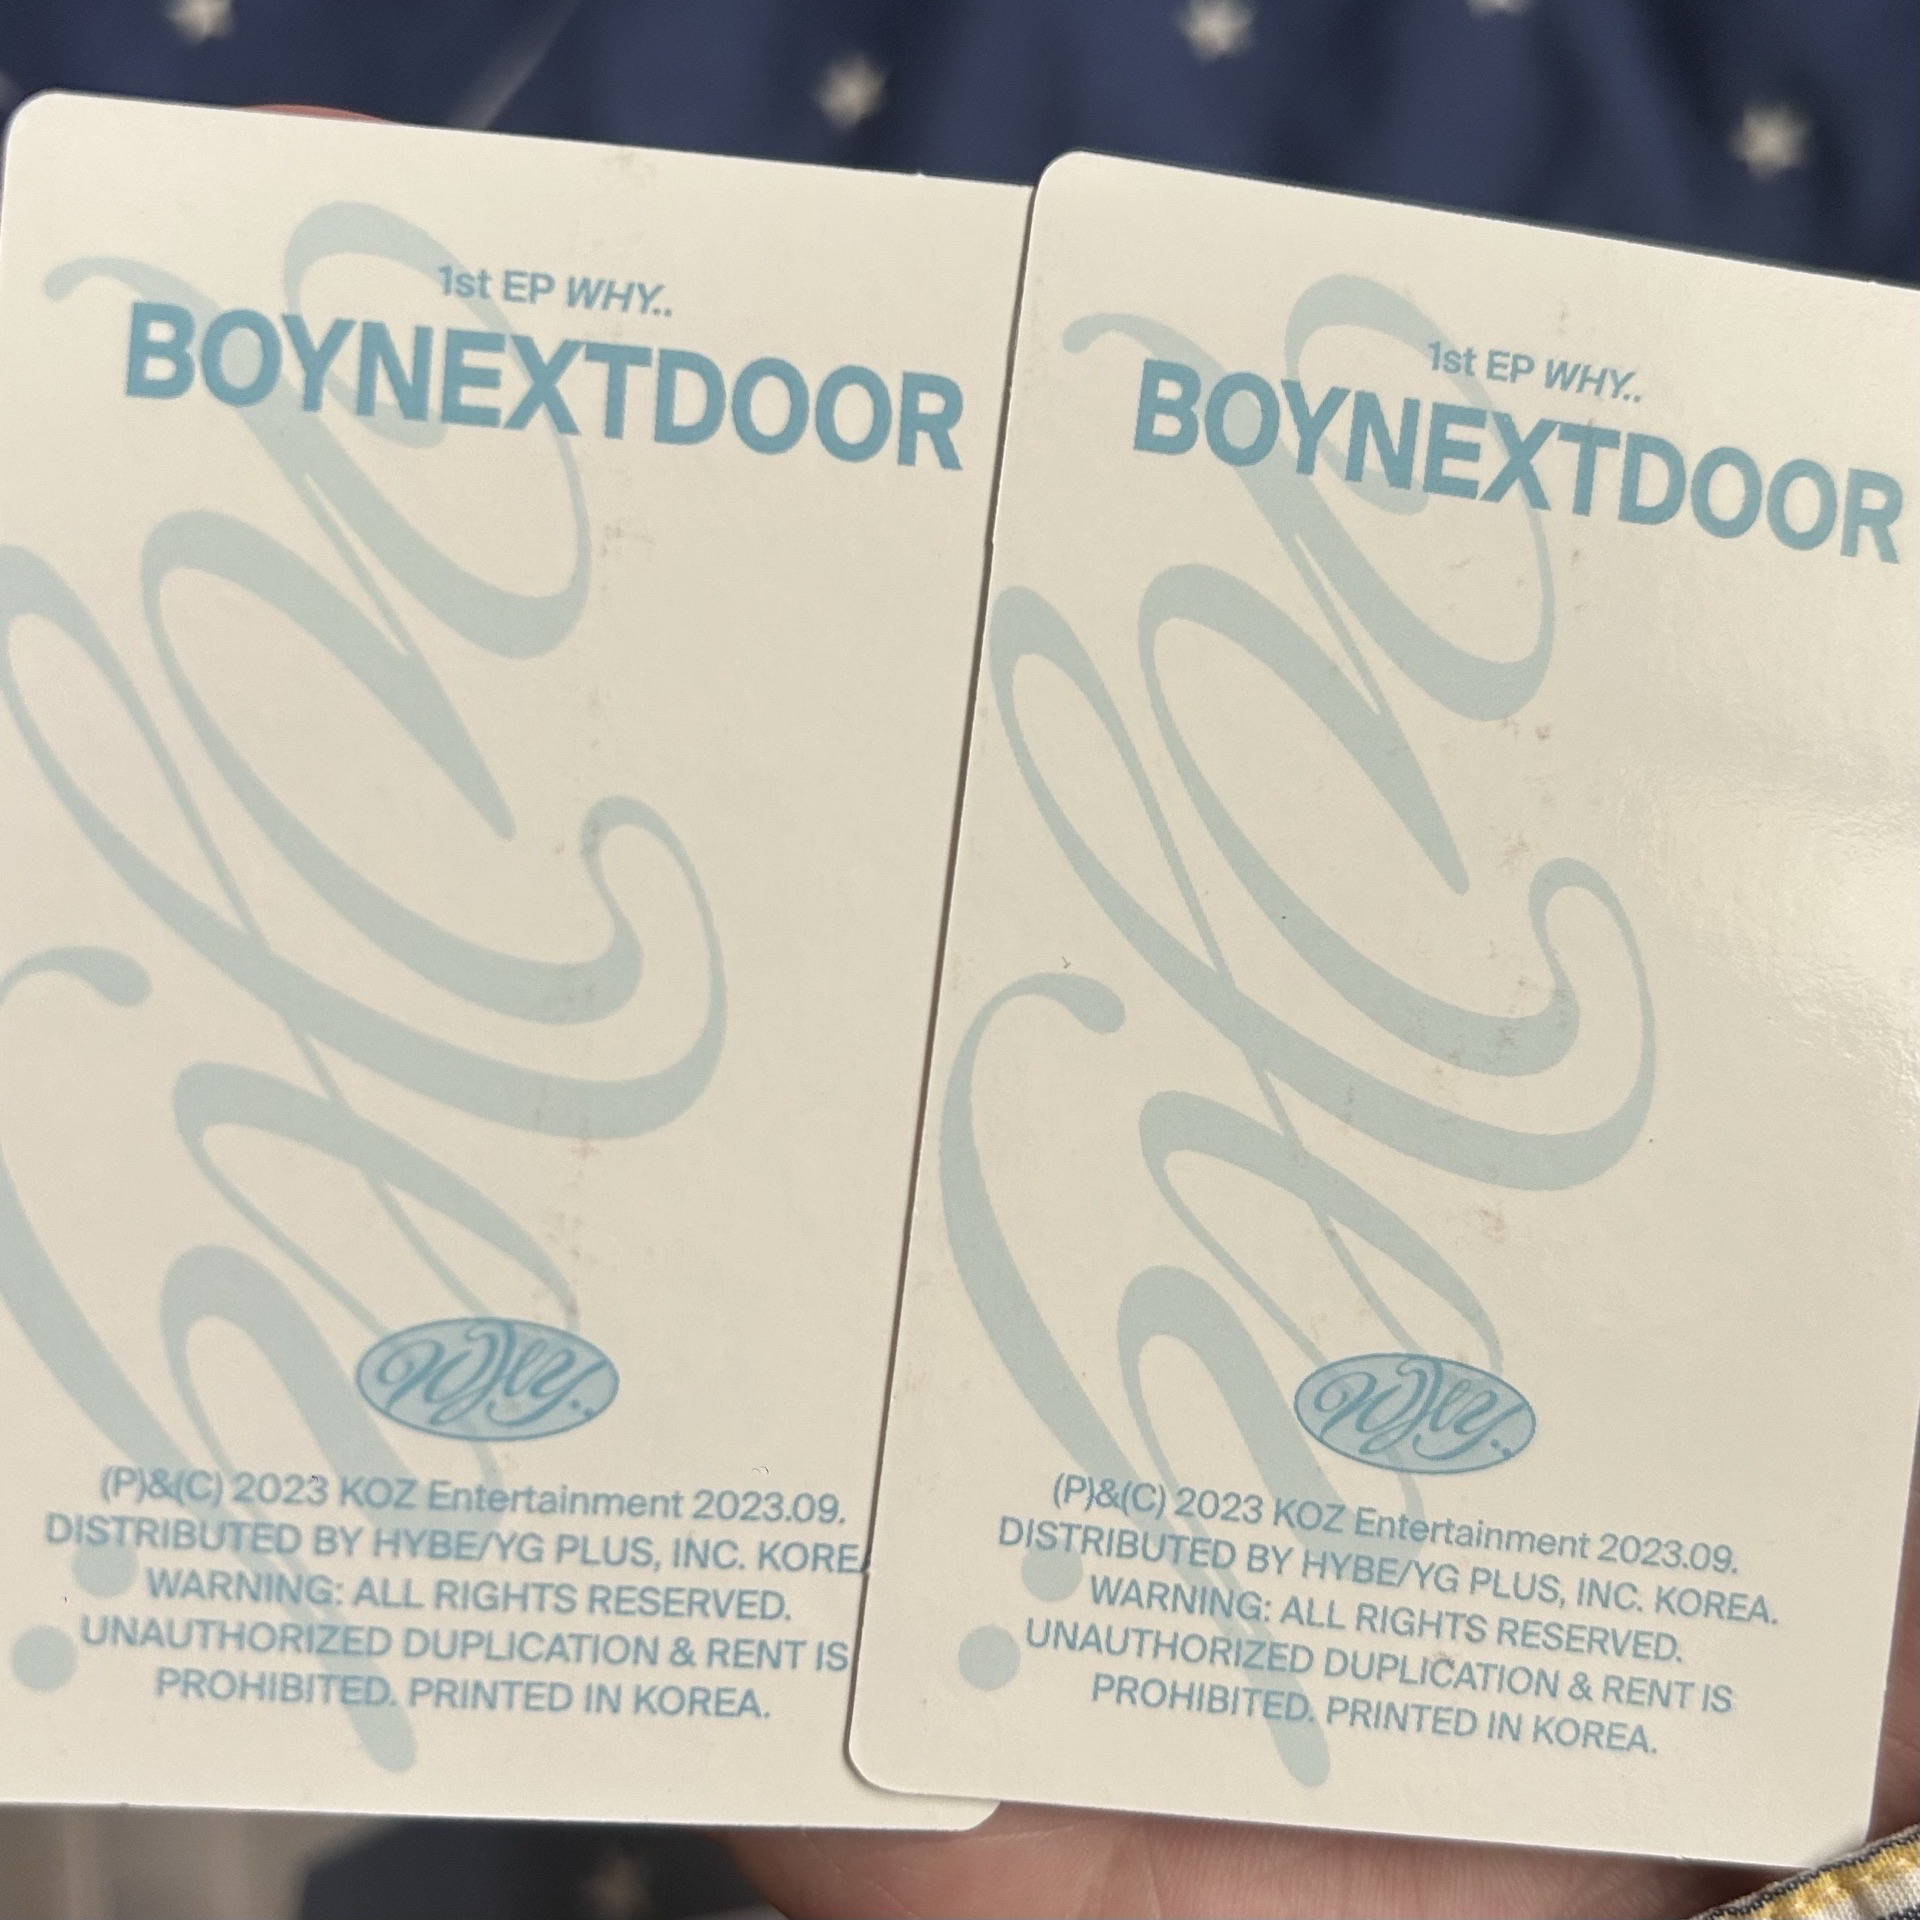 1st EP WHY..
BOYNEXTDOOR
Why..
(P)&(C) 2023 KOZ Entertainment 2023.09.
DISTRIBUTED BY HYBE/YG PLUS, INC. KOREA
WARNING: ALL RIGHTS RESERVED.
UNAUTHORIZED DUPLICATION & RENT IS
PROHIBITED. PRINTED IN KOREA.
1st EP WHY..
BOYNEXTDOOR
Why..
(P)&(C) 2023 KOZ Entertainment 2023.09.
DISTRIBUTED BY HYBE/YG PLUS, INC. KOREA.
WARNING: ALL RIGHTS RESERVED.
UNAUTHORIZED DUPLICATION & RENT IS
PROHIBITED. PRINTED IN KOREA.